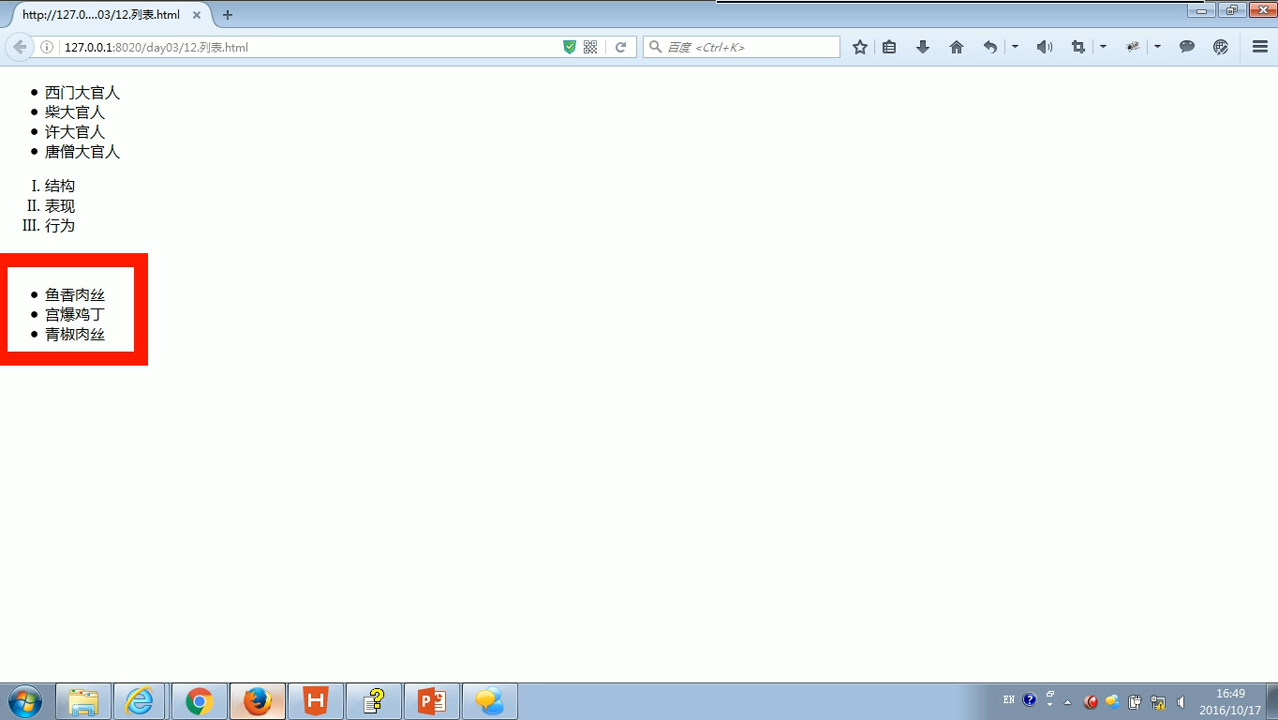 http://127.0....03/12.列表.html
127.0.0.1:8020/day03/12.列表.html
百度 <Ctrl+K>
• 西门大官人
• 柴大官人
• 许大官人
• 唐僧大官人
I. 结构
II. 表现
III. 行为
• 鱼香肉丝
• 宫爆鸡丁
• 青椒肉丝
EN
16:49
2016/10/17